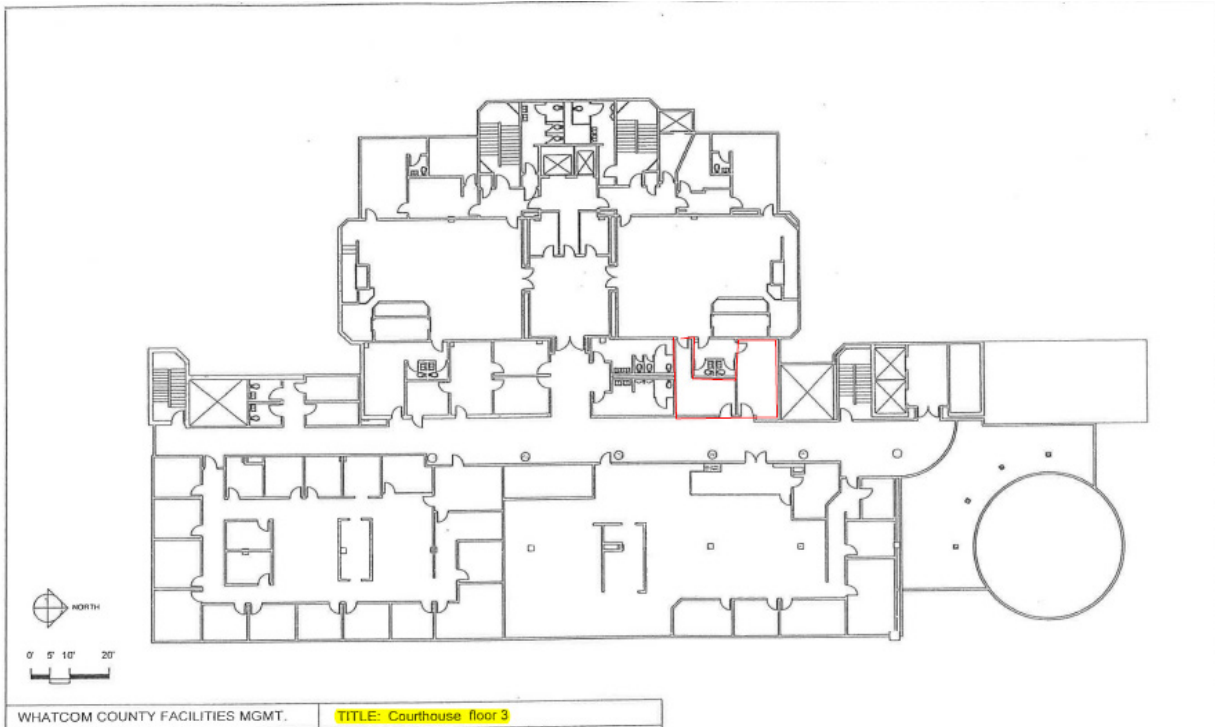 NORTH
0' 5' 10' 20'
WHATCOM COUNTY FACILITIES MGMT.
TITLE: Courthouse floor 3